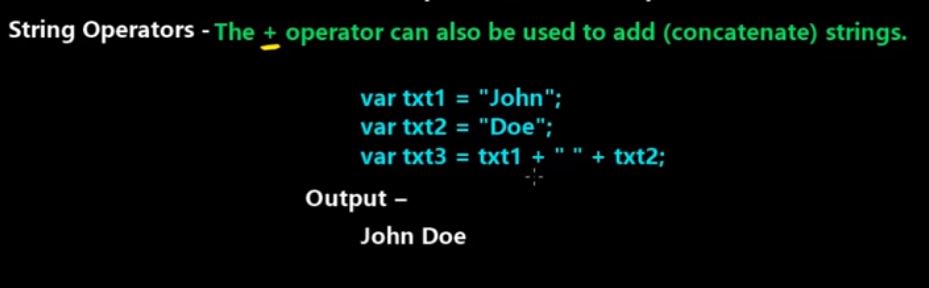 String Operators - The + operator can also be used to add (concatenate) strings.
var txt1 = "John";
var txt2 = "Doe";
var txt3 = txt1 + " " + txt2;
Output –
John Doe